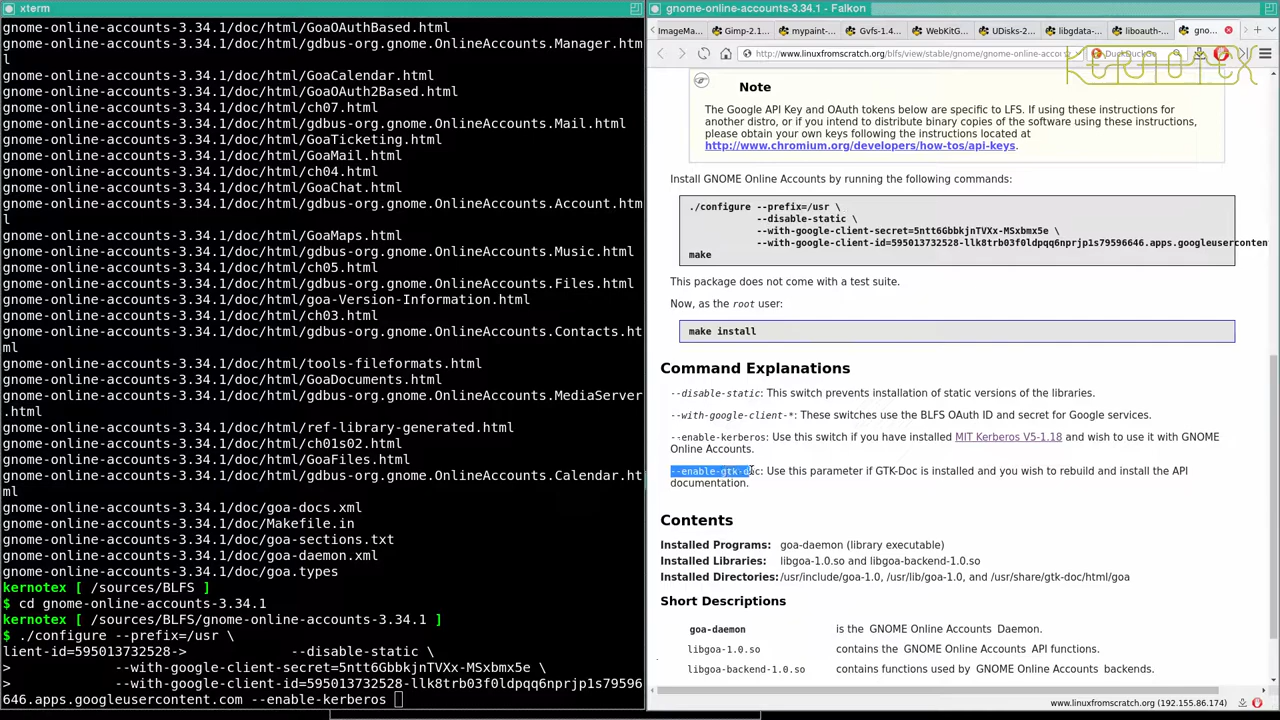 xterm
gnome-online-accounts-3.34.1/doc/html/GoaOAuthBased.html
gnome-online-accounts-3.34.1/doc/html/gdbus-org.gnome.OnlineAccounts.Manager.htm
l
gnome-online-accounts-3.34.1/doc/html/GoaCalendar.html
gnome-online-accounts-3.34.1/doc/html/GoaOAuth2Based.html
gnome-online-accounts-3.34.1/doc/html/ch07.html
gnome-online-accounts-3.34.1/doc/html/gdbus-org.gnome.OnlineAccounts.Mail.html
gnome-online-accounts-3.34.1/doc/html/GoaTicketing.html
gnome-online-accounts-3.34.1/doc/html/GoaMail.html
gnome-online-accounts-3.34.1/doc/html/ch04.html
gnome-online-accounts-3.34.1/doc/html/GoaChat.html
gnome-online-accounts-3.34.1/doc/html/gdbus-org.gnome.OnlineAccounts.Account.htm
l
gnome-online-accounts-3.34.1/doc/html/GoaMaps.html
gnome-online-accounts-3.34.1/doc/html/gdbus-org.gnome.OnlineAccounts.Music.html
gnome-online-accounts-3.34.1/doc/html/ch05.html
gnome-online-accounts-3.34.1/doc/html/gdbus-org.gnome.OnlineAccounts.Files.html
gnome-online-accounts-3.34.1/doc/html/goa-Version-Information.html
gnome-online-accounts-3.34.1/doc/html/ch03.html
gnome-online-accounts-3.34.1/doc/html/gdbus-org.gnome.OnlineAccounts.Contacts.ht
ml
gnome-online-accounts-3.34.1/doc/html/tools-fileformats.html
gnome-online-accounts-3.34.1/doc/html/GoaDocuments.html
gnome-online-accounts-3.34.1/doc/html/gdbus-org.gnome.OnlineAccounts.MediaServer
.html
gnome-online-accounts-3.34.1/doc/html/ref-library-generated.html
gnome-online-accounts-3.34.1/doc/html/ch01s02.html
gnome-online-accounts-3.34.1/doc/html/GoaFiles.html
gnome-online-accounts-3.34.1/doc/html/gdbus-org.gnome.OnlineAccounts.Calendar.ht
ml
gnome-online-accounts-3.34.1/doc/goa-docs.xml
gnome-online-accounts-3.34.1/doc/Makefile.in
gnome-online-accounts-3.34.1/doc/goa-sections.txt
gnome-online-accounts-3.34.1/doc/goa-daemon.xml
gnome-online-accounts-3.34.1/doc/goa.types
kernotex [ /sources/BLFS ]
$ cd gnome-online-accounts-3.34.1
kernotex [ /sources/BLFS/gnome-online-accounts-3.34.1 ]
$ ./configure --prefix=/usr \
lient-id=595013732528-> --disable-static \
> --with-google-client-secret=5ntt6GbbkjnTVXx-MSxbmx5e \
> --with-google-client-id=595013732528-llk8trb03f0ldpqq6nprjp1s79596
646.apps.googleusercontent.com --enable-kerberos
gnome-online-accounts-3.34.1 - Falkon
ImageMa... Gimp-2.1... mypaint-... Gvfs-1.4... WebKitG... UDisks-2... libgdata-... liboauth-... gno...
http://www.linuxfromscratch.org/blfs/view/stable/gnome/gnome-online-accou DuckDuckGo
KERNOTEX
Note
The Google API Key and OAuth tokens below are specific to LFS. If using these instructions for
another distro, or if you intend to distribute binary copies of the software using these instructions,
please obtain your own keys following the instructions located at
http://www.chromium.org/developers/how-tos/api-keys.
Install GNOME Online Accounts by running the following commands:
./configure --prefix=/usr \
--disable-static \
--with-google-client-secret=5ntt6GbbkjnTVXx-MSxbmx5e \
--with-google-client-id=595013732528-llk8trb03f0ldpqq6nprjp1s79596646.apps.googleusercontent
make
This package does not come with a test suite.
Now, as the root user:
make install
Command Explanations
--disable-static: This switch prevents installation of static versions of the libraries.
--with-google-client-*: These switches use the BLFS OAuth ID and secret for Google services.
--enable-kerberos: Use this switch if you have installed MIT Kerberos V5-1.18 and wish to use it with GNOME
Online Accounts.
--enable-gtk-doc: Use this parameter if GTK-Doc is installed and you wish to rebuild and install the API
documentation.
Contents
Installed Programs: goa-daemon (library executable)
Installed Libraries: libgoa-1.0.so and libgoa-backend-1.0.so
Installed Directories: /usr/include/goa-1.0, /usr/lib/goa-1.0, and /usr/share/gtk-doc/html/goa
Short Descriptions
goa-daemon is the GNOME Online Accounts Daemon.
libgoa-1.0.so contains the GNOME Online Accounts API functions.
libgoa-backend-1.0.so contains functions used by GNOME Online Accounts backends.
www.linuxfromscratch.org (192.155.86.174)